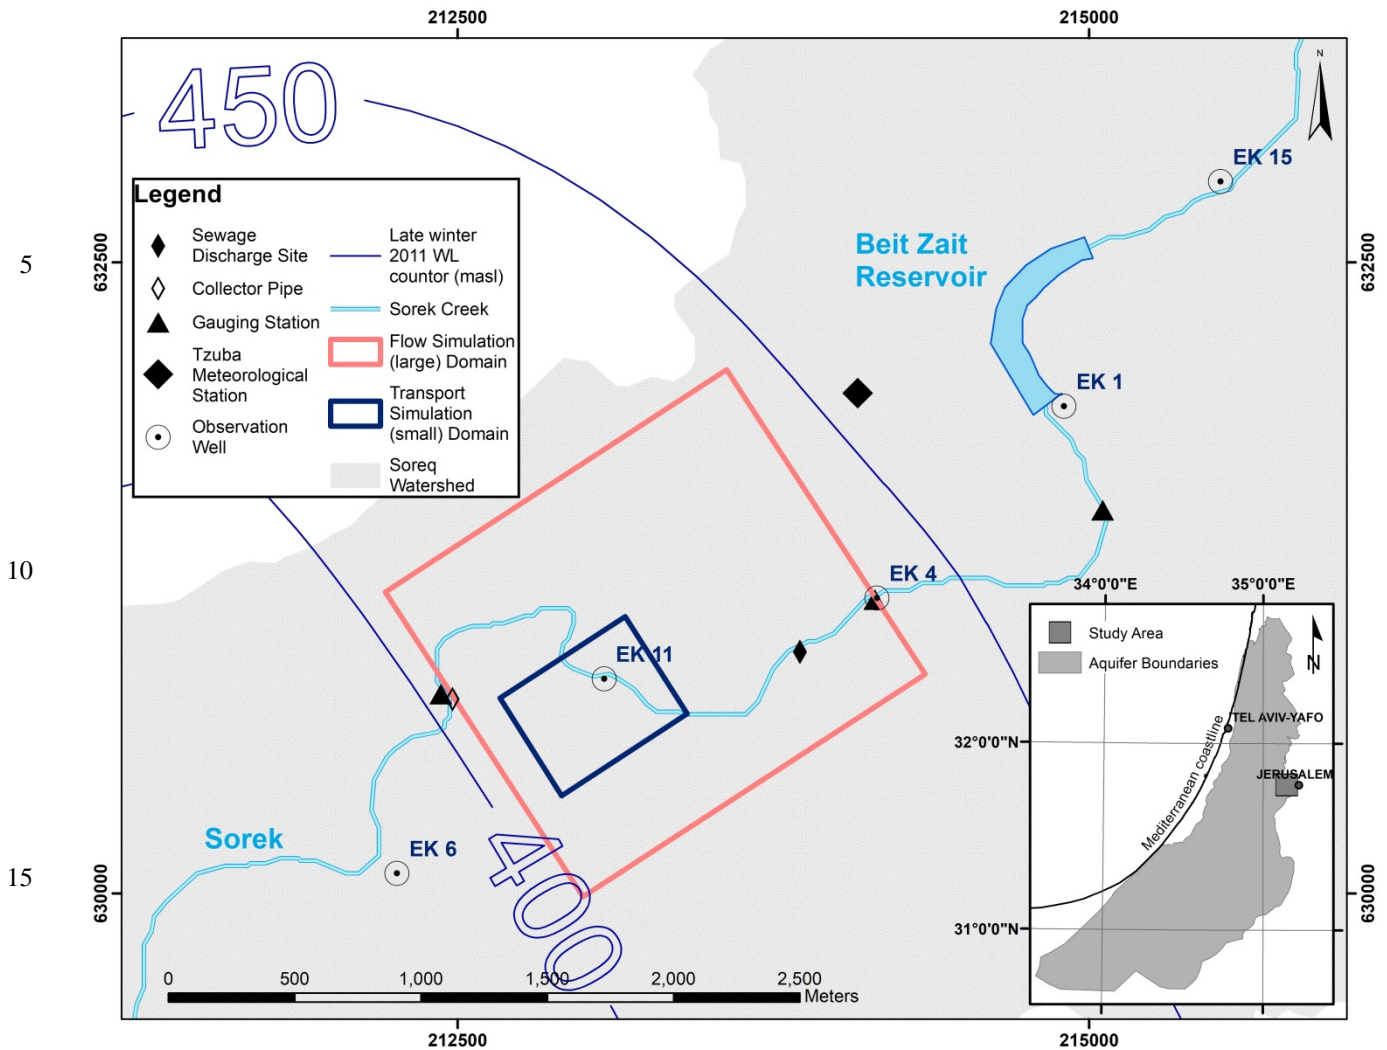 212500
215000
N
450
EK 15
Legend
Sewage
Discharge Site
Collector Pipe
Gauging Station
Tzuba
Meteorological
Station
Observation
Well
Late winter
2011 WL
countor (masl)
Sorek Creek
Flow Simulation
(large) Domain
Transport
Simulation
(small) Domain
Soreq
Watershed
5
632500
632500
Beit Zait
Reservoir
EK 1
10
EK 4
EK 11
Sorek
EK 6
400
15
630000
630000
0
500
1,000
1,500
2,000
2,500
Meters
34°0'0"E
35°0'0"E
Study Area
Aquifer Boundaries
N
TEL AVIV-YAFO
32°0'0"N
Mediterranean coastline
JERUSALEM
31°0'0"N
212500
215000